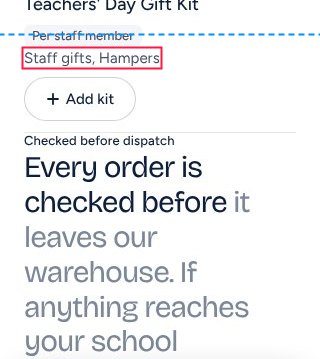 Teachers' Day Gift Kit
Per staff member
Staff gifts, Hampers
+ Add kit
Checked before dispatch
Every order is
checked before it
leaves our
warehouse. If
anything reaches
your school